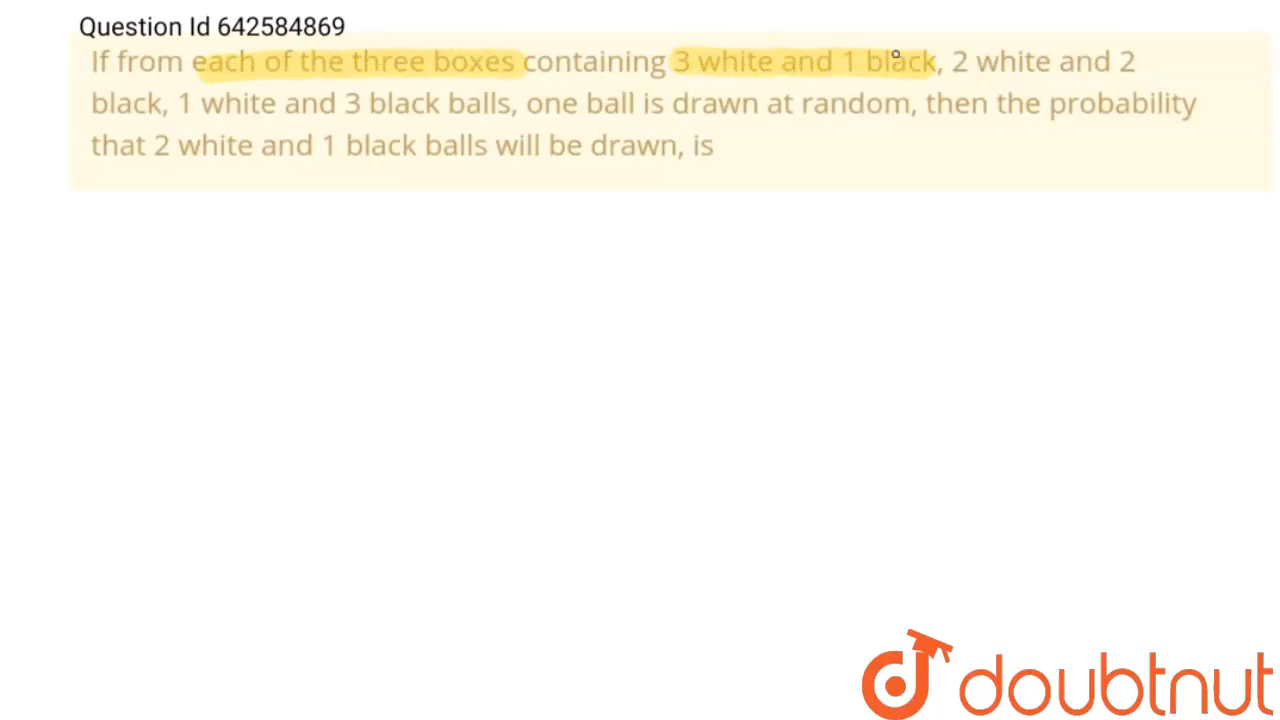 Question Id 642584869
If from each of the three boxes containing 3 white and 1 black, 2 white and 2
black, 1 white and 3 black balls, one ball is drawn at random, then the probability
that 2 white and 1 black balls will be drawn, is
doubtnut